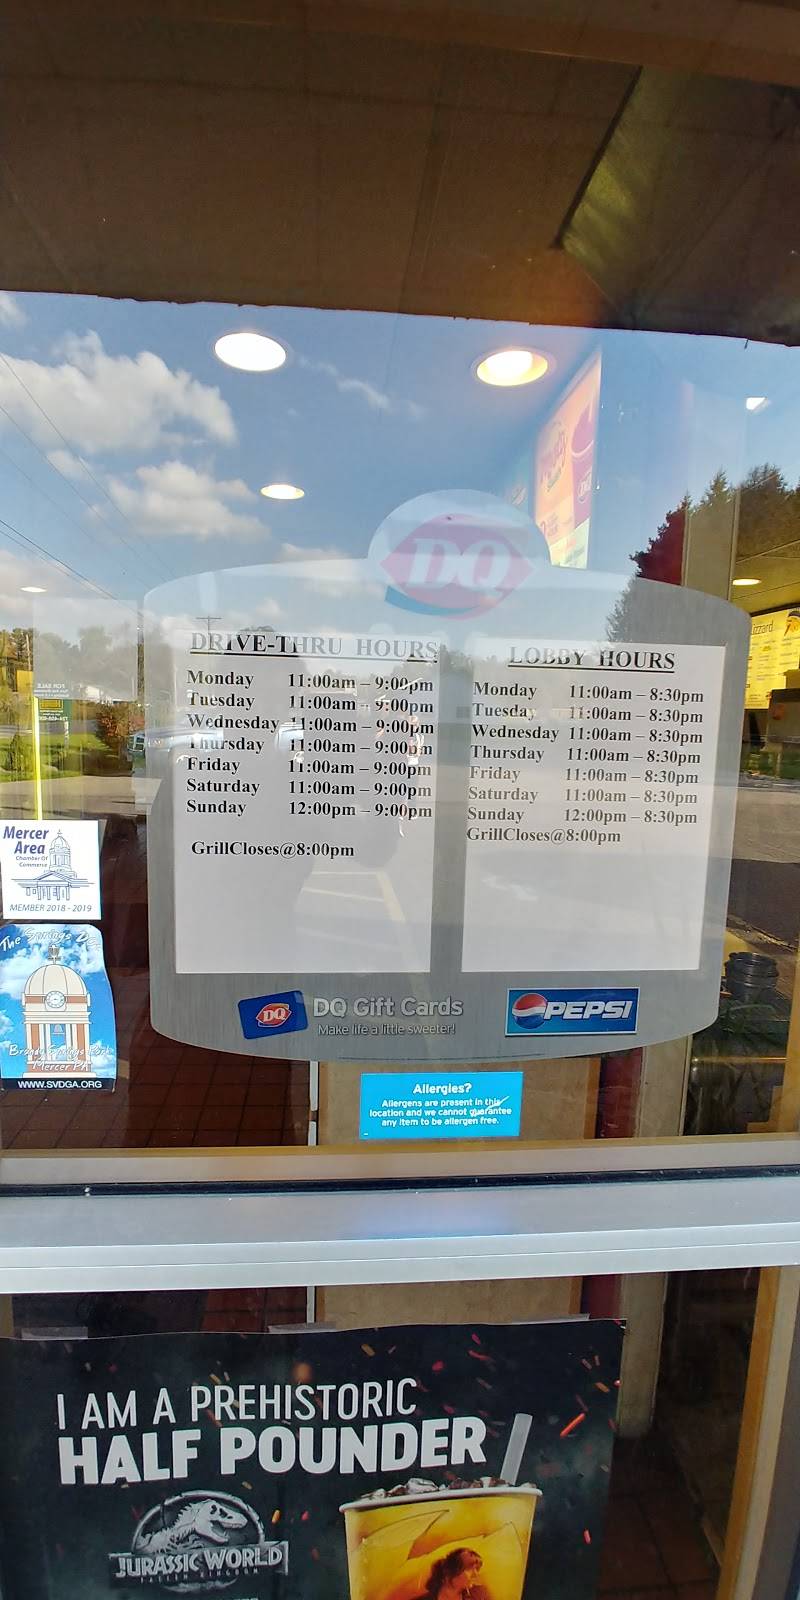 DQ
DRIVE-THRU HOURS
Monday 11:00am – 9:00pm
Tuesday 11:00am – 9:00pm
Wednesday 11:00am – 9:00pm
Thursday 11:00am – 9:00pm
Friday 11:00am – 9:00pm
Saturday 11:00am – 9:00pm
Sunday 12:00pm – 9:00pm
GrillCloses@8:00pm
LOBBY HOURS
Monday 11:00am – 8:30pm
Tuesday 11:00am – 8:30pm
Wednesday 11:00am – 8:30pm
Thursday 11:00am – 8:30pm
Friday 11:00am – 8:30pm
Saturday 11:00am – 8:30pm
Sunday 12:00pm – 8:30pm
GrillCloses@8:00pm
Mercer
Area
Chamber Of
Commerce
MEMBER 2018 - 2019
The Springs
Mercer PA
WWW.SVDGA.ORG
DQ
DQ Gift Cards
Make life a little sweeter!
PEPSI
Allergies?
Allergens are present in this
location and we cannot guarantee
any item to be allergen free.
I AM A PREHISTORIC
HALF POUNDER
JURASSIC WORLD
FALLEN KINGDOM